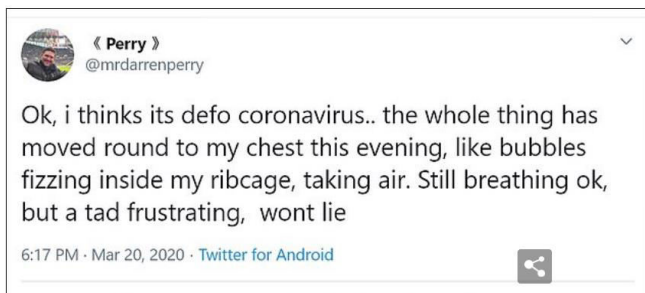 《 Perry 》
@mrdarrenperry
Ok, i thinks its defo coronavirus.. the whole thing has
moved round to my chest this evening, like bubbles
fizzing inside my ribcage, taking air. Still breathing ok,
but a tad frustrating, wont lie
6:17 PM · Mar 20, 2020 · Twitter for Android